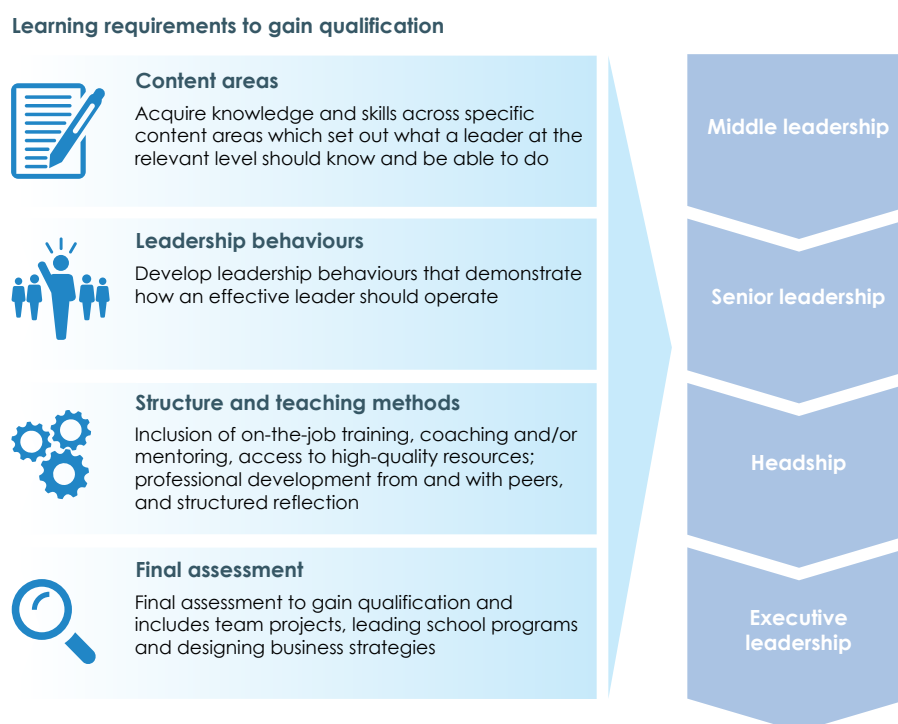 Learning requirements to gain qualification
Content areas
Acquire knowledge and skills across specific
content areas which set out what a leader at the
relevant level should know and be able to do
Leadership behaviours
Develop leadership behaviours that demonstrate
how an effective leader should operate
Structure and teaching methods
Inclusion of on-the-job training, coaching and/or
mentoring, access to high-quality resources;
professional development from and with peers,
and structured reflection
Final assessment
Final assessment to gain qualification and
includes team projects, leading school programs
and designing business strategies
Middle leadership
Senior leadership
Headship
Executive
leadership